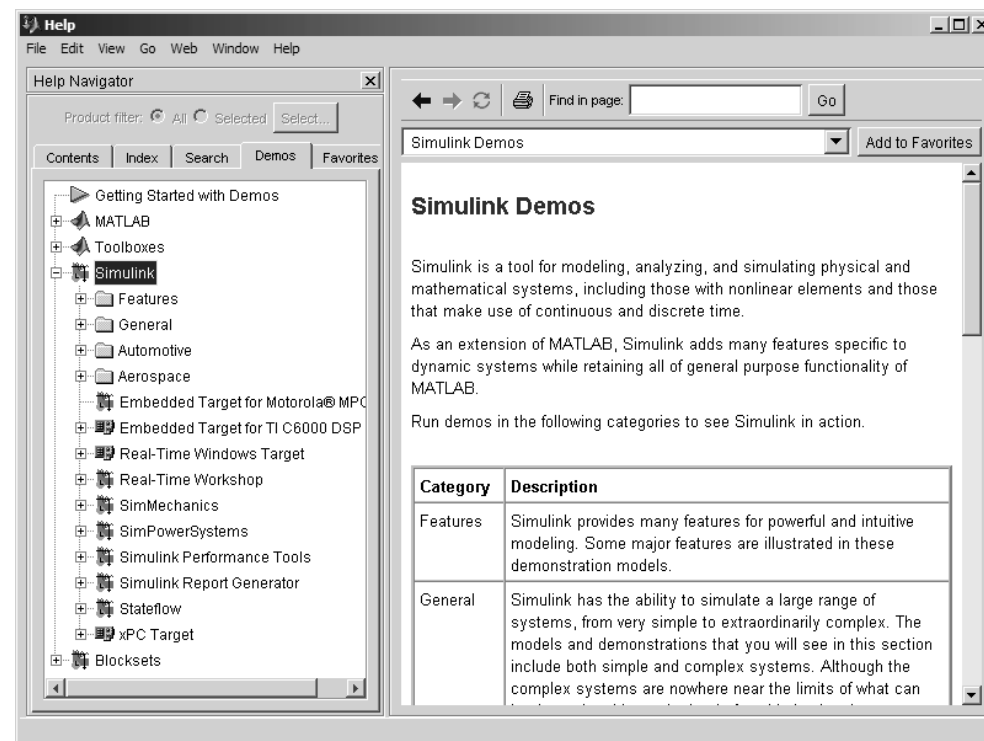 Help
File Edit View Go Web Window Help
Help Navigator
Product filter: All Selected Select...
Contents Index Search Demos Favorites
Getting Started with Demos
MATLAB
Toolboxes
Simulink
Features
General
Automotive
Aerospace
Embedded Target for Motorola® MPC
Embedded Target for TI C6000 DSP
Real-Time Windows Target
Real-Time Workshop
SimMechanics
SimPowerSystems
Simulink Performance Tools
Simulink Report Generator
Stateflow
xPC Target
Blocksets
Find in page: Go
Simulink Demos Add to Favorites
Simulink Demos
Simulink is a tool for modeling, analyzing, and simulating physical and
mathematical systems, including those with nonlinear elements and those
that make use of continuous and discrete time.
As an extension of MATLAB, Simulink adds many features specific to
dynamic systems while retaining all of general purpose functionality of
MATLAB.
Run demos in the following categories to see Simulink in action.
Category Description
Features Simulink provides many features for powerful and intuitive
modeling. Some major features are illustrated in these
demonstration models.
General Simulink has the ability to simulate a large range of
systems, from very simple to extraordinarily complex. The
models and demonstrations that you will see in this section
include both simple and complex systems. Although the
complex systems are nowhere near the limits of what can